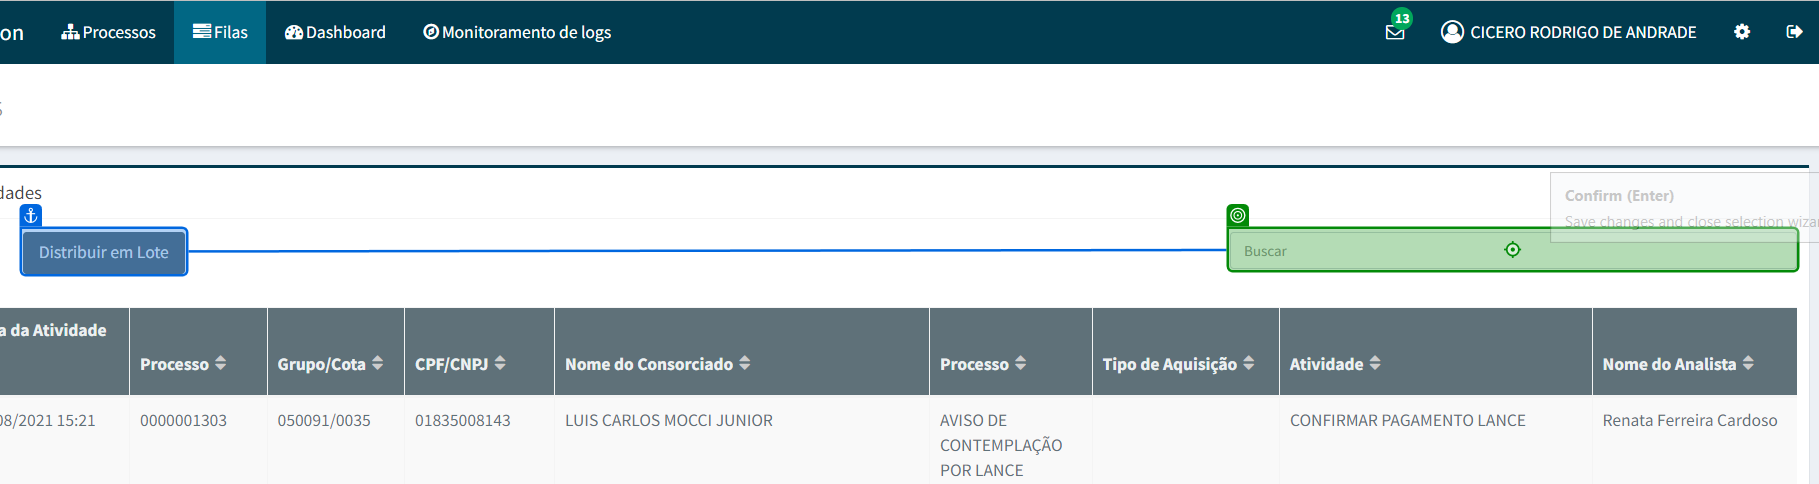 on Processos Filas Dashboard Monitoramento de logs 13 CICERO RODRIGO DE ANDRADE
s
dades
Confirm (Enter)
Save changes and close selection wiza
Distribuir em Lote Buscar
a da Atividade
Processo Grupo/Cota CPF/CNPJ Nome do Consorciado Processo Tipo de Aquisição Atividade Nome do Analista
08/2021 15:21 0000001303 050091/0035 01835008143 LUIS CARLOS MOCCI JUNIOR AVISO DE CONFIRMAR PAGAMENTO LANCE Renata Ferreira Cardoso
CONTEMPLAÇÃO
POR LANCE